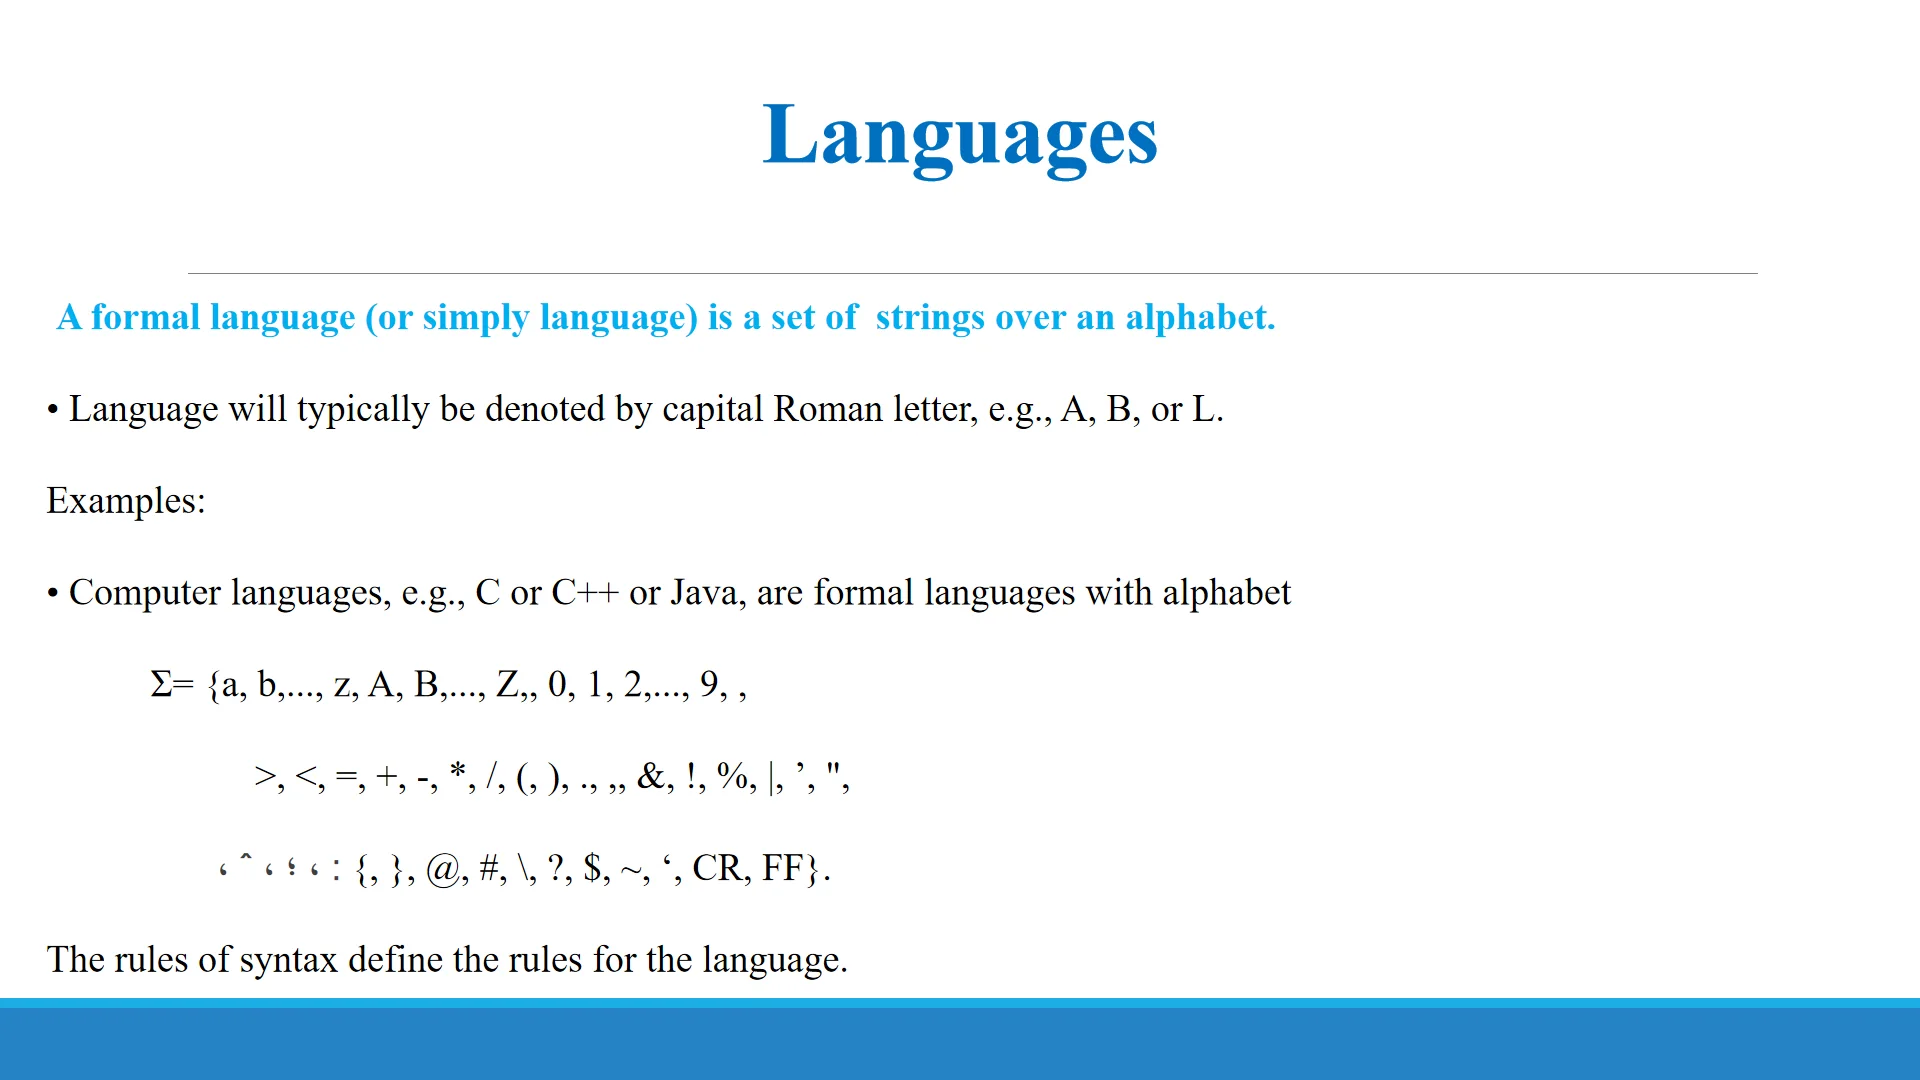 Languages
A formal language (or simply language) is a set of strings over an alphabet.
• Language will typically be denoted by capital Roman letter, e.g., A, B, or L.
Examples:
• Computer languages, e.g., C or C++ or Java, are formal languages with alphabet
Σ= {a, b,..., z, A, B,..., Z,, 0, 1, 2,..., 9, ,
>, <, =, +, -, *, /, (, ), ., ,, &, !, %, |, ’, ",
، ˆ ، ؛ ، : {, }, @, #, \, ?, $, ~, ‘, CR, FF}.
The rules of syntax define the rules for the language.